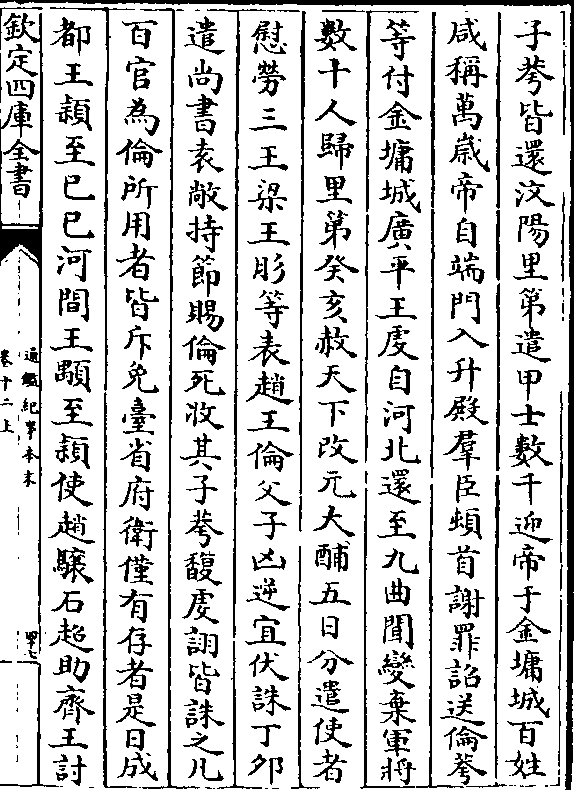 子荂皆還汶陽里第遣甲士數千迎帝于金墉城百姓
咸稱萬嵗帝自端門入升殿羣臣頓首謝罪詔送倫荂
等付金墉城廣平王䖍自河北還至九曲聞變棄軍將
數十人歸里第癸亥赦天下改元大酺五日分遣使者
慰勞三王梁王肜等表趙王倫父子凶逆宜伏誅丁卯
遣尚書袁敞持節賜倫死收其子荂馥䖍詡皆誅之凡
百官為倫所用者皆斥免臺省府衛僅有存者是日成
都王頴至己巳河間王顒至頴使趙驤石超助齊王討
欽定四庫全書
通鑑紀事本末
卷十二上
四十七